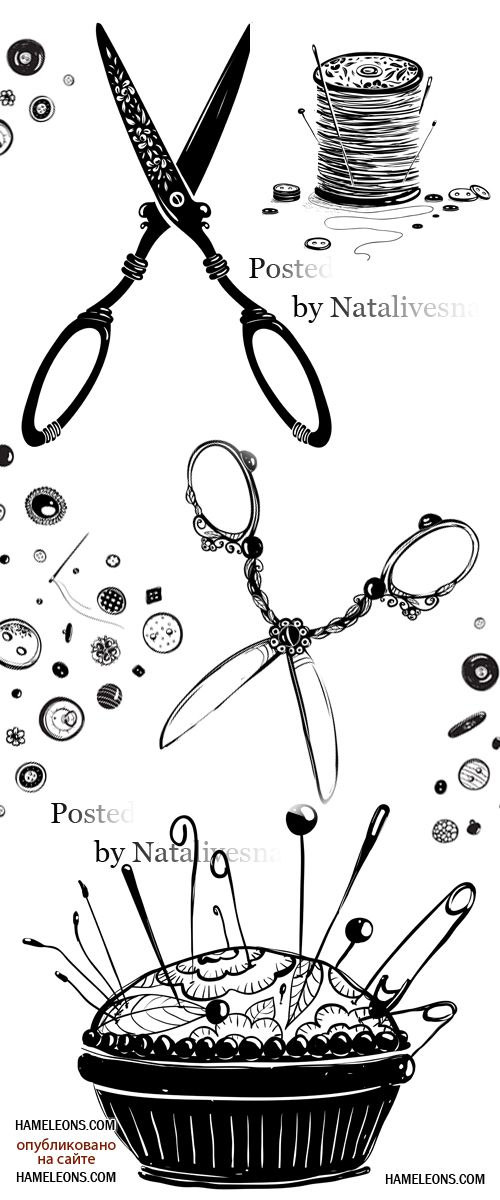 Posted
by Natalivesna
Posted
by Natalivesna
HAMELEONS.COM
опубликовано
на сайте
HAMELEONS.COM
HAMELEONS.COM